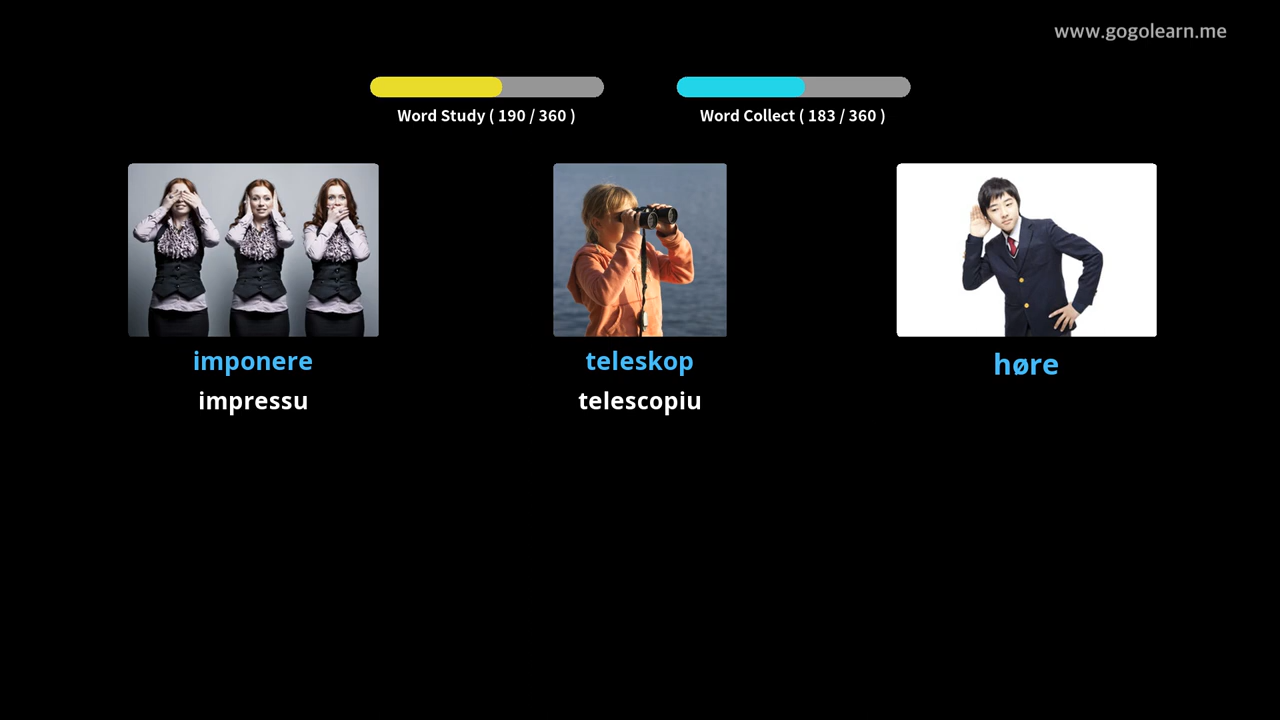 www.gogolearn.me
Word Study ( 190 / 360 )
Word Collect ( 183 / 360 )
imponere
teleskop
høre
impressu
telescopiu